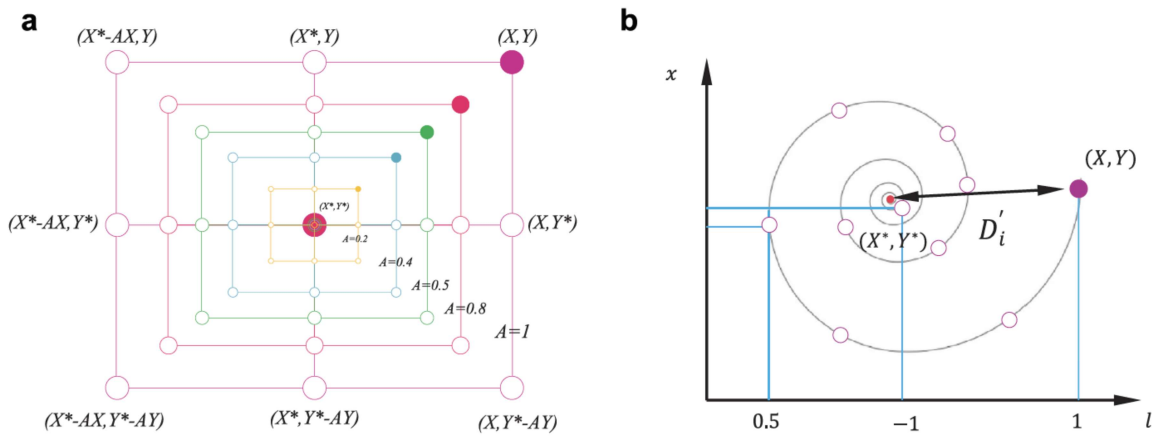 a
(X*-AX,Y)
(X*,Y)
(X,Y)
(X*-AX,Y*)
(X*,Y*)
(X,Y*)
A=0.2
A=0.4
A=0.5
A=0.8
A=1
(X*-AX,Y*-AY)
(X*,Y*-AY)
(X,Y*-AY)
b
x
(X,Y)
(X*,Y*)
D'i
0.5
-1
1
l